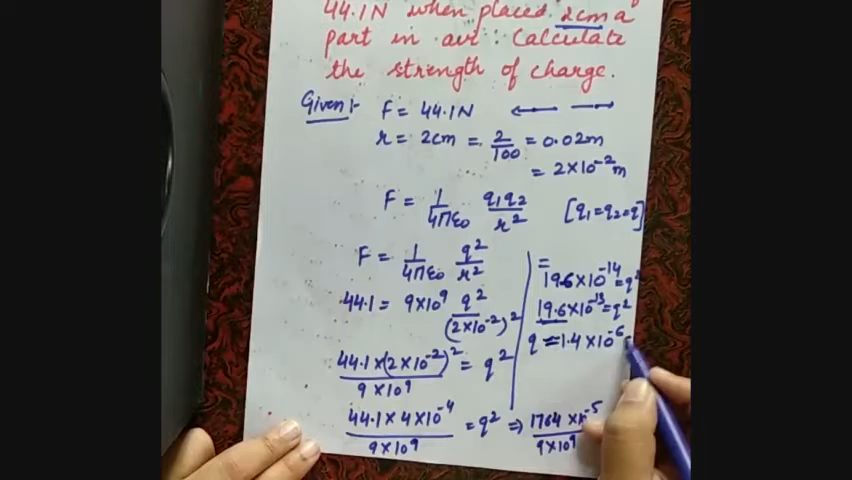 44.1N when placed 2cm a
part in air. Calculate
the strength of charge.
Given:- F = 44.1N
r = 2cm = 2/100 = 0.02m
= 2×10⁻²m
F = 1/4πε₀ q₁q₂/r² [q₁=q₂=q]
F = 1/4πε₀ q²/r²
44.1 = 9×10⁹ q²/(2×10⁻²)²
44.1×(2×10⁻²)²/9×10⁹ = q²
44.1×4×10⁻⁴/9×10⁹ = q² ⇒ 1764×10⁻⁵/9×10⁹
=
19.6×10⁻¹⁴=q²
19.6×10⁻¹³=q²
q = 1.4×10⁻⁶